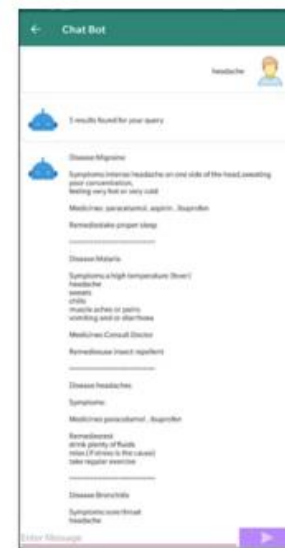 Chat Bot
headache
5 results found for your query
Disease:Migraine
Symptoms:intense headache on one side of the head,sweating
poor concentration,
feeling very hot or very cold
Medicines: paracetamol, aspirin , ibuprofen
Remedies:take proper sleep
Disease:Malaria
Symptoms:a high temperature (fever)
headache
sweats
chills
muscle aches or pains
vomiting and or diarrhoea
Medicines:Consult Doctor
Remedies:use insect repellent
Disease:headaches
Symptoms:
Medicines:paracetamol , ibuprofen
Remedies:rest
drink plenty of fluids
relax ( if stress is the cause)
take regular exercise
Disease:Bronchitis
Symptoms:sore throat
headache
Enter Message